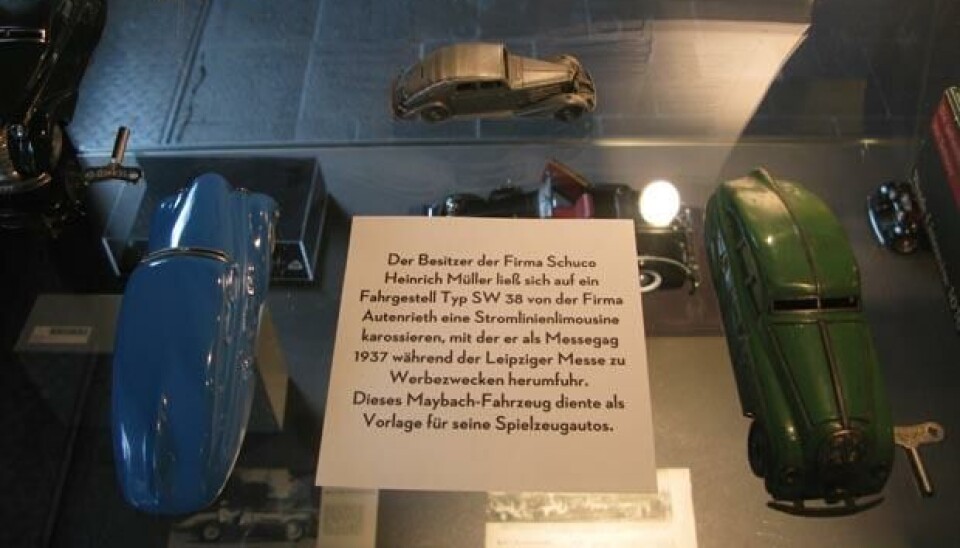 Der Besitzer der Firma Schuco
Heinrich Müller ließ sich auf ein
Fahrgestell Typ SW 38 von der Firma
Autenrieth eine Stromlinienlimousine
karossieren, mit der er als Messegag
1937 während der Leipziger Messe zu
Werbezwecken herumfuhr.
Dieses Maybach-Fahrzeug diente als
Vorlage für seine Spielzeugautos.